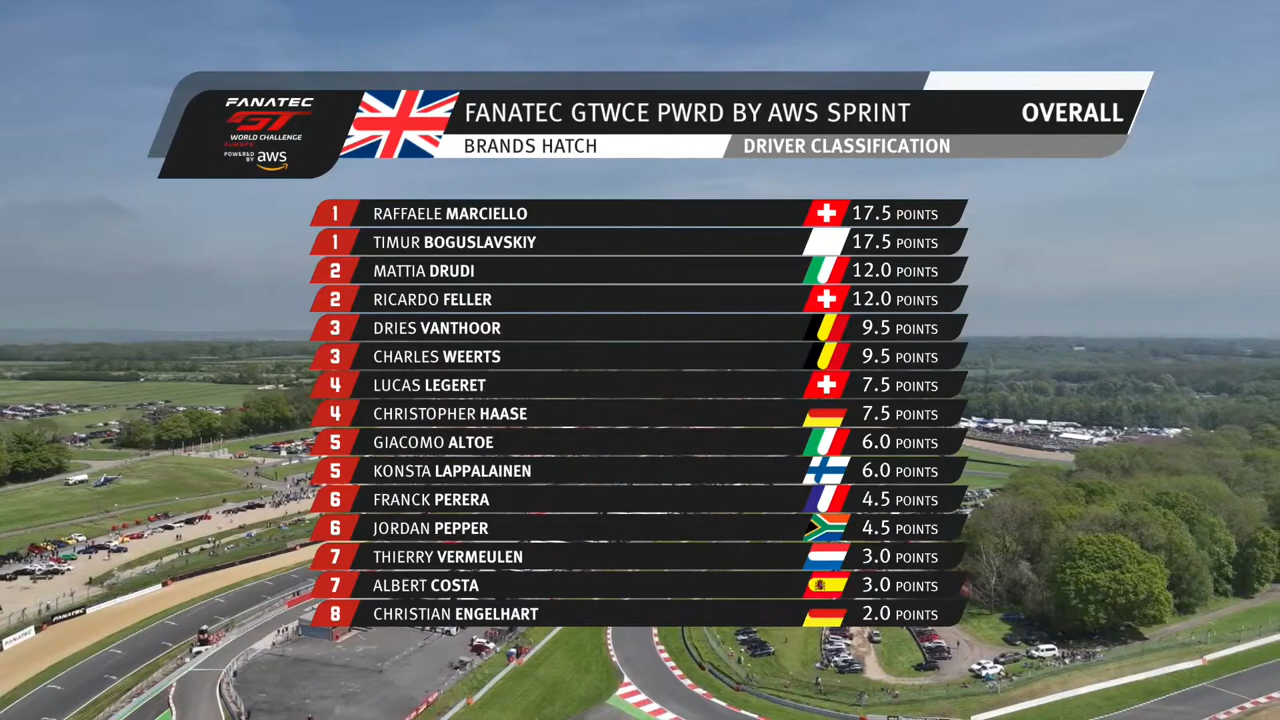 FANATEC
GT
WORLD CHALLENGE
EUROPE
POWERED BY aws
FANATEC GTWCE PWRD BY AWS SPRINT
OVERALL
BRANDS HATCH
DRIVER CLASSIFICATION
1 RAFFAELE MARCIELLO 17.5 POINTS
1 TIMUR BOGUSLAVSKIY 17.5 POINTS
2 MATTIA DRUDI 12.0 POINTS
2 RICARDO FELLER 12.0 POINTS
3 DRIES VANTHOOR 9.5 POINTS
3 CHARLES WEERTS 9.5 POINTS
4 LUCAS LEGERET 7.5 POINTS
4 CHRISTOPHER HAASE 7.5 POINTS
5 GIACOMO ALTOE 6.0 POINTS
5 KONSTA LAPPALAINEN 6.0 POINTS
6 FRANCK PERERA 4.5 POINTS
6 JORDAN PEPPER 4.5 POINTS
7 THIERRY VERMEULEN 3.0 POINTS
7 ALBERT COSTA 3.0 POINTS
8 CHRISTIAN ENGELHART 2.0 POINTS
FANATEC
FANATEC